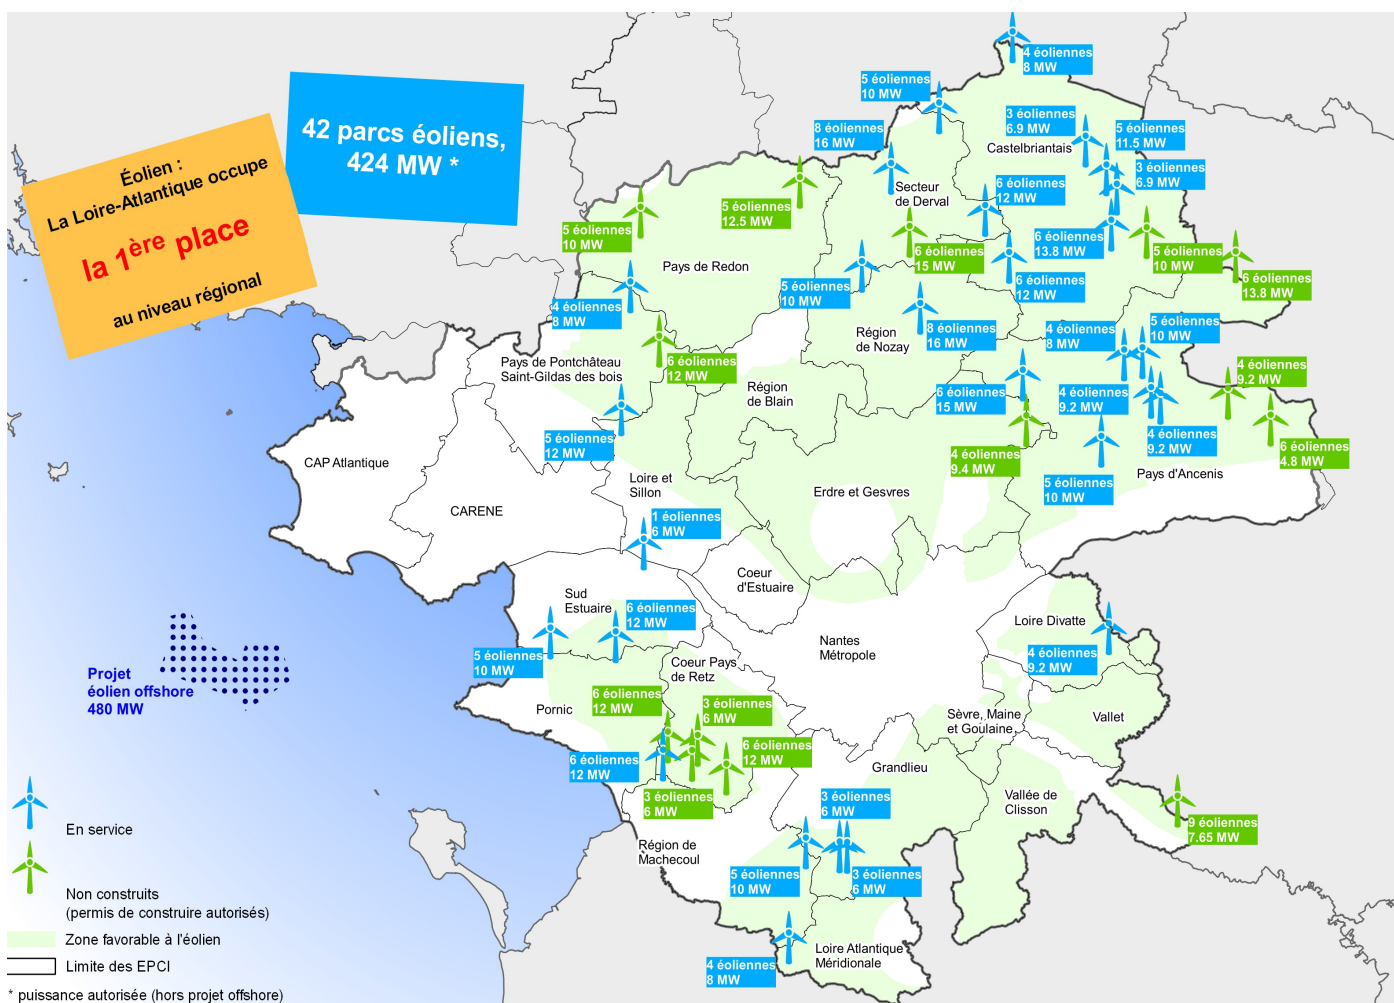 Éolien :
La Loire-Atlantique occupe
la 1ère place
au niveau régional
42 parcs éoliens,
424 MW *
4 éoliennes
8 MW
5 éoliennes
10 MW
3 éoliennes
6.9 MW
5 éoliennes
11.5 MW
8 éoliennes
16 MW
Castelbriantais
3 éoliennes
6.9 MW
Secteur
de Derval
6 éoliennes
12 MW
5 éoliennes
12.5 MW
5 éoliennes
10 MW
6 éoliennes
13.8 MW
6 éoliennes
15 MW
5 éoliennes
10 MW
Pays de Redon
6 éoliennes
12 MW
6 éoliennes
13.8 MW
5 éoliennes
10 MW
4 éoliennes
8 MW
8 éoliennes
16 MW
Région
de Nozay
4 éoliennes
8 MW
5 éoliennes
10 MW
Pays de Pontchâteau
Saint-Gildas des bois
6 éoliennes
12 MW
4 éoliennes
9.2 MW
Région
de Blain
6 éoliennes
15 MW
4 éoliennes
9.2 MW
4 éoliennes
9.2 MW
5 éoliennes
12 MW
4 éoliennes
9.4 MW
6 éoliennes
4.8 MW
CAP Atlantique
Pays d'Ancenis
Loire et
Sillon
Erdre et Gesvres
5 éoliennes
10 MW
CARENE
1 éoliennes
6 MW
Coeur
d'Estuaire
Sud
Estuaire
6 éoliennes
12 MW
Loire Divatte
Nantes
Métropole
5 éoliennes
10 MW
4 éoliennes
9.2 MW
Coeur Pays
de Retz
Projet
éolien offshore
480 MW
6 éoliennes
12 MW
3 éoliennes
6 MW
Pornic
Sèvre, Maine
et Goulaine
Vallet
6 éoliennes
12 MW
6 éoliennes
12 MW
Grandlieu
3 éoliennes
6 MW
3 éoliennes
6 MW
Vallée de
Clisson
9 éoliennes
7.65 MW
Région de
Machecoul
5 éoliennes
10 MW
3 éoliennes
6 MW
Loire Atlantique
Méridionale
4 éoliennes
8 MW
En service
Non construits
(permis de construire autorisés)
Zone favorable à l'éolien
Limite des EPCI
* puissance autorisée (hors projet offshore)